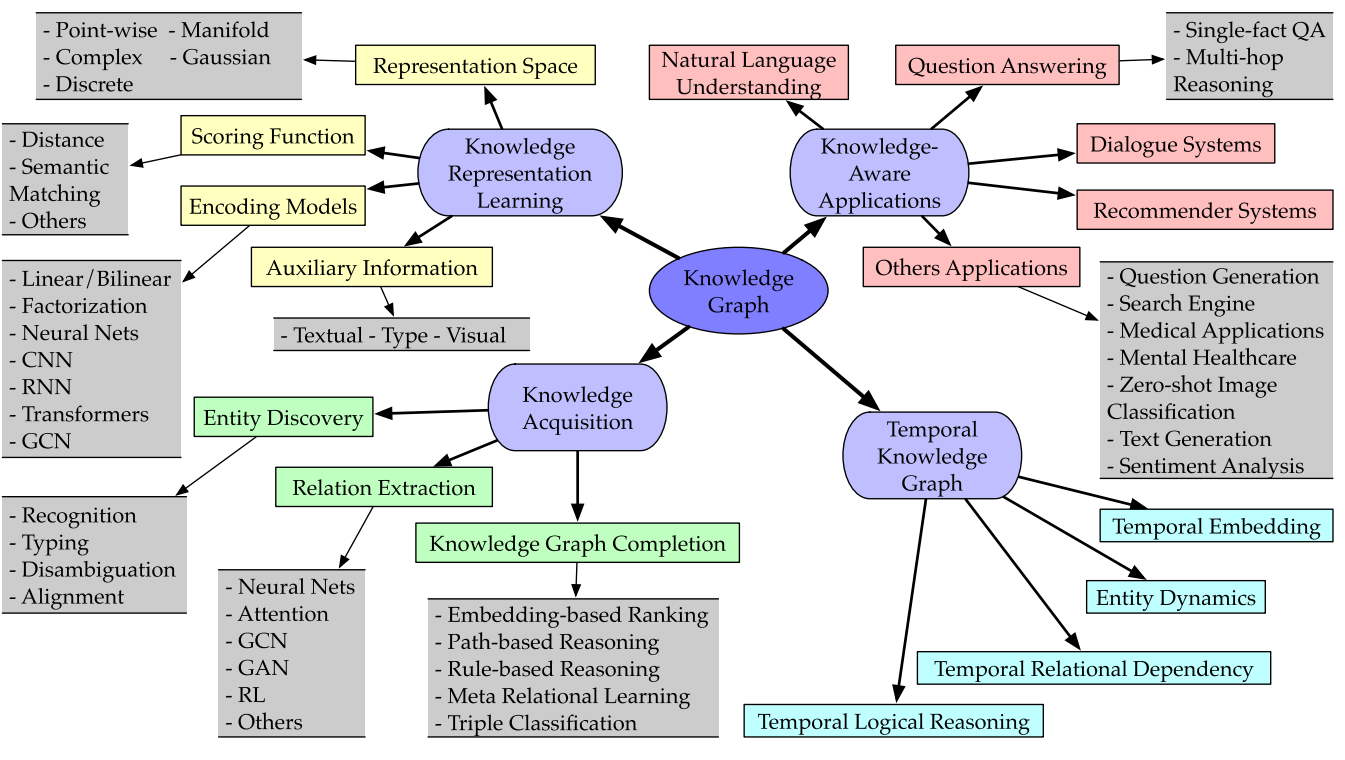 - Point-wise - Manifold
- Complex - Gaussian
- Discrete
Representation Space
Scoring Function
- Distance
- Semantic
Matching
- Others
Encoding Models
- Linear/Bilinear
- Factorization
- Neural Nets
- CNN
- RNN
- Transformers
- GCN
Auxiliary Information
- Textual - Type - Visual
Knowledge
Representation
Learning
Natural Language
Understanding
Question Answering
- Single-fact QA
- Multi-hop
Reasoning
Knowledge-
Aware
Applications
Dialogue Systems
Recommender Systems
Others Applications
- Question Generation
- Search Engine
- Medical Applications
- Mental Healthcare
- Zero-shot Image
Classification
- Text Generation
- Sentiment Analysis
Knowledge
Graph
Knowledge
Acquisition
Entity Discovery
- Recognition
- Typing
- Disambiguation
- Alignment
Relation Extraction
- Neural Nets
- Attention
- GCN
- GAN
- RL
- Others
Knowledge Graph Completion
- Embedding-based Ranking
- Path-based Reasoning
- Rule-based Reasoning
- Meta Relational Learning
- Triple Classification
Temporal
Knowledge
Graph
Temporal Embedding
Entity Dynamics
Temporal Relational Dependency
Temporal Logical Reasoning